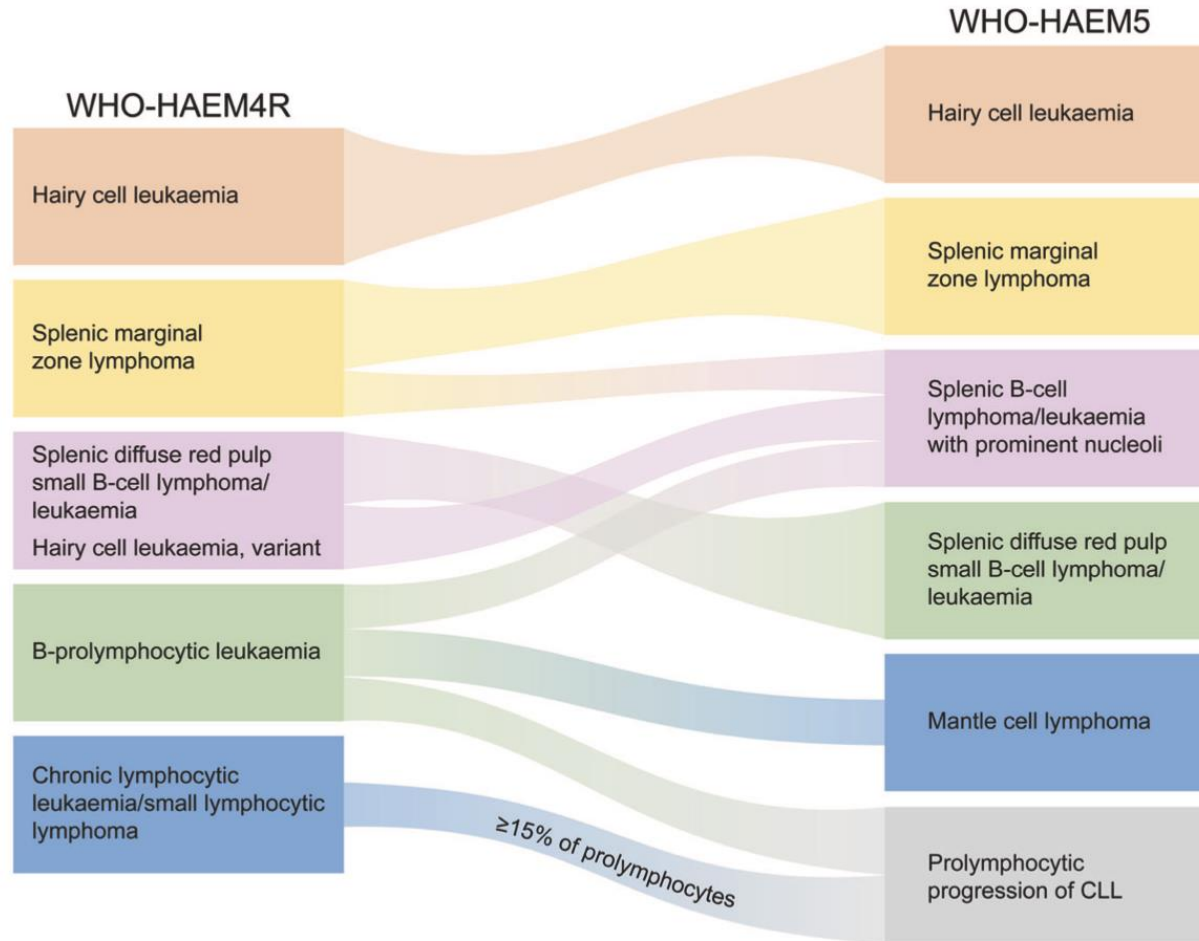 WHO-HAEM4R
Hairy cell leukaemia
Splenic marginal
zone lymphoma
Splenic diffuse red pulp
small B-cell lymphoma/
leukaemia
Hairy cell leukaemia, variant
B-prolymphocytic leukaemia
Chronic lymphocytic
leukaemia/small lymphocytic
lymphoma
≥15% of prolymphocytes
WHO-HAEM5
Hairy cell leukaemia
Splenic marginal
zone lymphoma
Splenic B-cell
lymphoma/leukaemia
with prominent nucleoli
Splenic diffuse red pulp
small B-cell lymphoma/
leukaemia
Mantle cell lymphoma
Prolymphocytic
progression of CLL